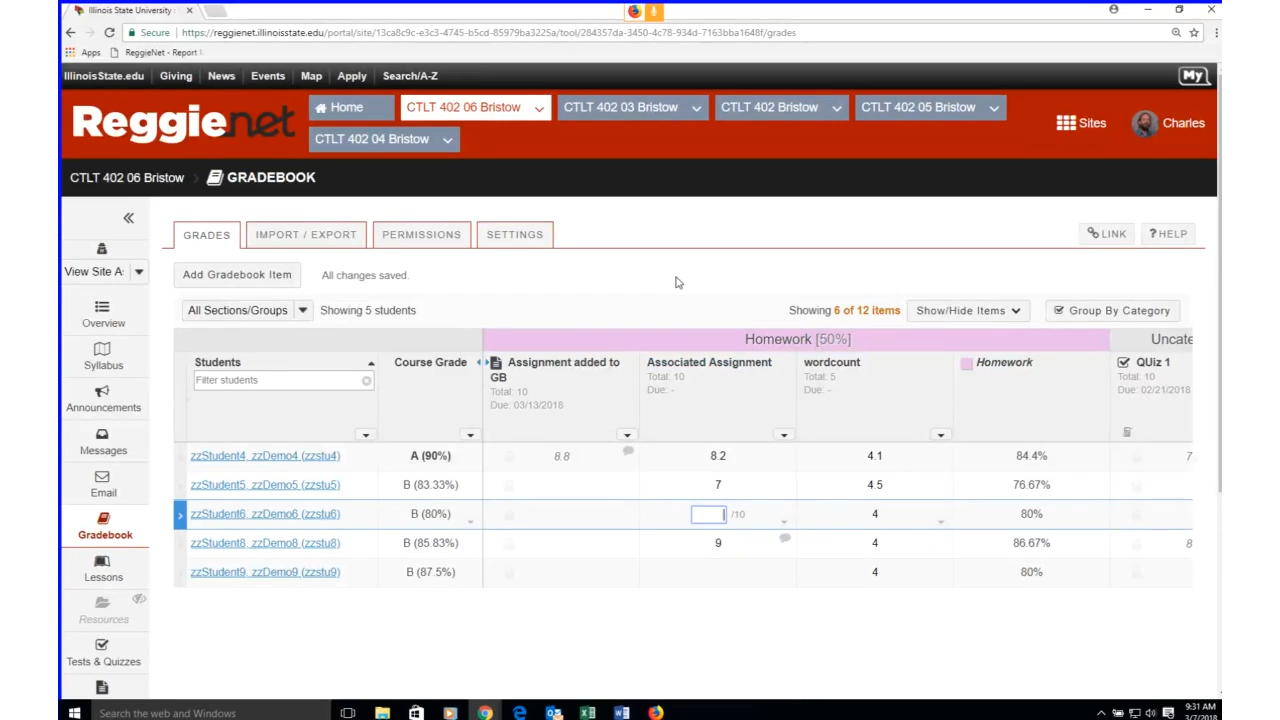 Illinois State University
Secure https://reggienet.illinoisstate.edu/portal/site/13ca8c9c-e3c3-4745-b5cd-85979ba3225a/tool/284357da-3450-4c78-934d-7163bba1648f/grades
Apps ReggieNet - Report
IllinoisState.edu Giving News Events Map Apply Search/A-Z My
Reggienet Home CTLT 402 06 Bristow CTLT 402 03 Bristow CTLT 402 Bristow CTLT 402 05 Bristow
CTLT 402 04 Bristow
Sites Charles
CTLT 402 06 Bristow GRADEBOOK
GRADES IMPORT / EXPORT PERMISSIONS SETTINGS LINK ? HELP
View Site A:
Add Gradebook Item All changes saved.
All Sections/Groups Showing 5 students Showing 6 of 12 items Show/Hide Items Group By Category
Overview
Syllabus
Announcements
Messages
Email
Gradebook
Lessons
Resources
Tests & Quizzes
Homework [50%] Uncate
Students Course Grade Assignment added to GB Associated Assignment wordcount Homework QUiz 1
Filter students Total: 10 Total: 10 Total: 5 Total: 10
Due: 03/13/2018 Due: - Due: - Due: 02/21/2018
zzStudent4, zzDemo4 (zzstu4) A (90%) 8.8 8.2 4.1 84.4% 7
zzStudent5, zzDemo5 (zzstu5) B (83.33%) 7 4.5 76.67%
zzStudent6, zzDemo6 (zzstu6) B (80%) /10 4 80%
zzStudent8, zzDemo8 (zzstu8) B (85.83%) 9 4 86.67% 8
zzStudent9, zzDemo9 (zzstu9) B (87.5%) 4 80%
Search the web and Windows
9:31 AM
3/7/2018